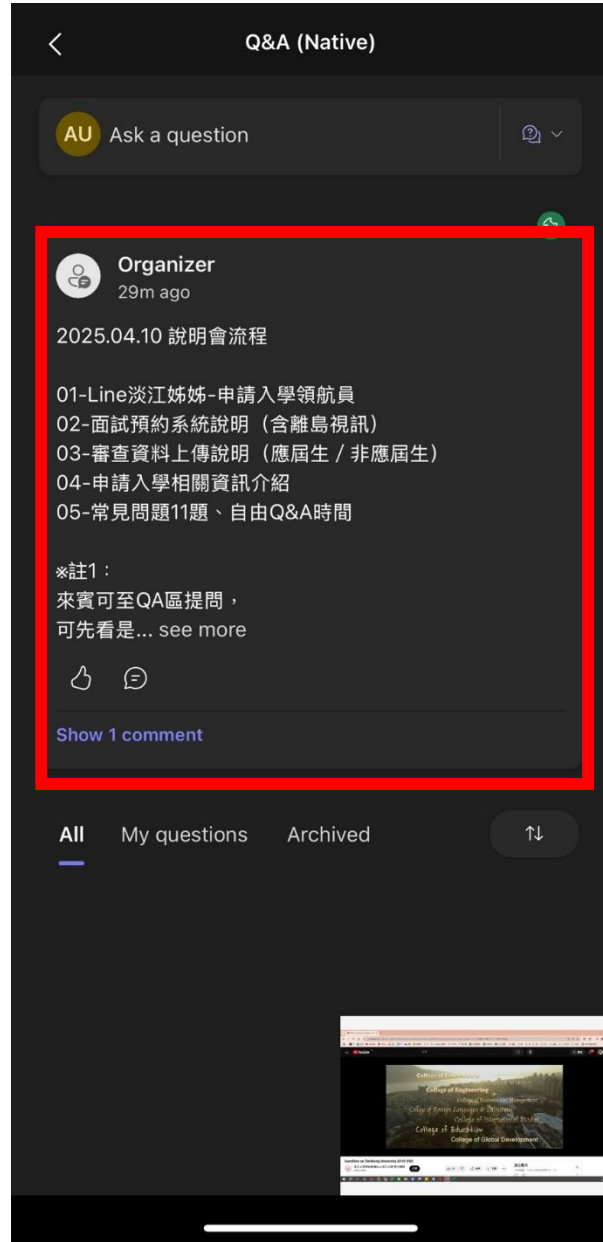 Q&A (Native)
AU Ask a question
Organizer
29m ago
2025.04.10 說明會流程
01-Line淡江姊姊-申請入學領航員
02-面試預約系統說明（含離島視訊）
03-審查資料上傳說明（應屆生 / 非應屆生）
04-申請入學相關資訊介紹
05-常見問題11題、自由Q&A時間
※註1：
來賓可至QA區提問，
可先看是... see more
Show 1 comment
All My questions Archived
College of Engineering
College of Education
College of Global Development